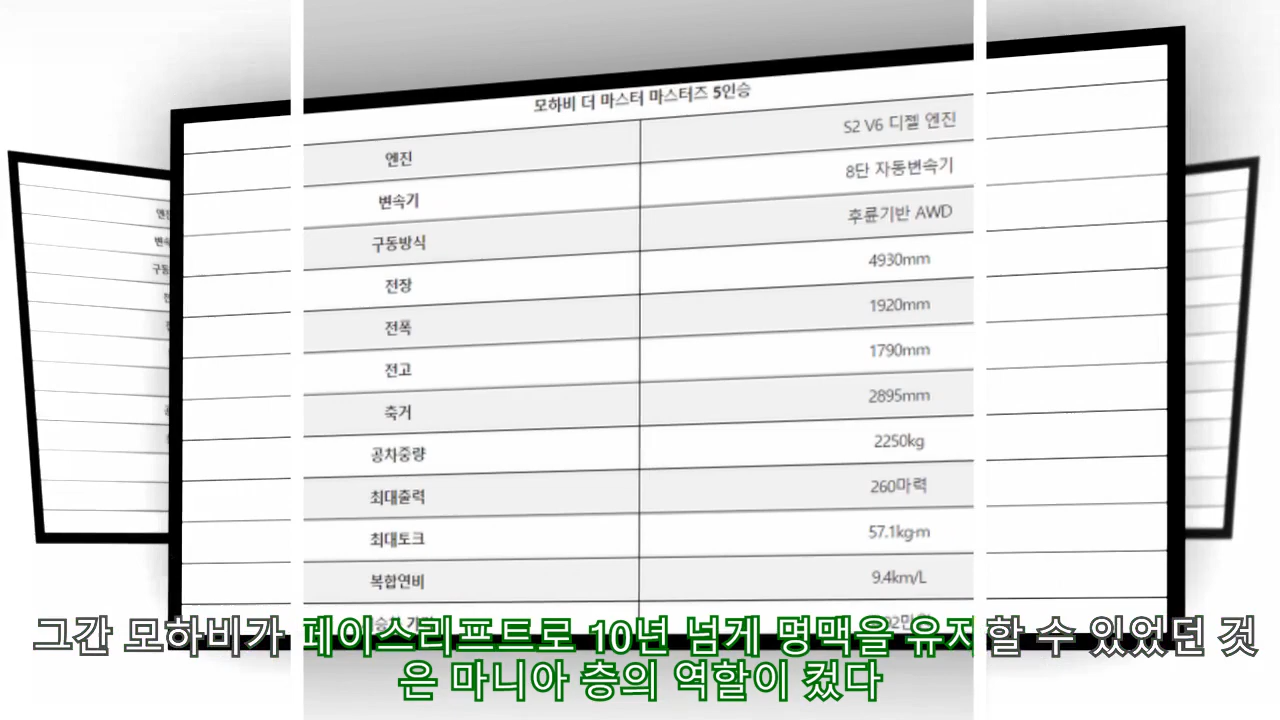 모하비 더 마스터 마스터즈 5인승
엔진 S2 V6 디젤 엔진
변속기 8단 자동변속기
구동방식 후륜기반 AWD
전장 4930mm
전폭 1920mm
전고 1790mm
축거 2895mm
공차중량 2250kg
최대출력 260마력
최대토크 57.1kg·m
복합연비 9.4km/L
그간 모하비가 페이스리프트로 10년 넘게 명맥을 유지할 수 있었던 것
은 마니아 층의 역할이 컸다